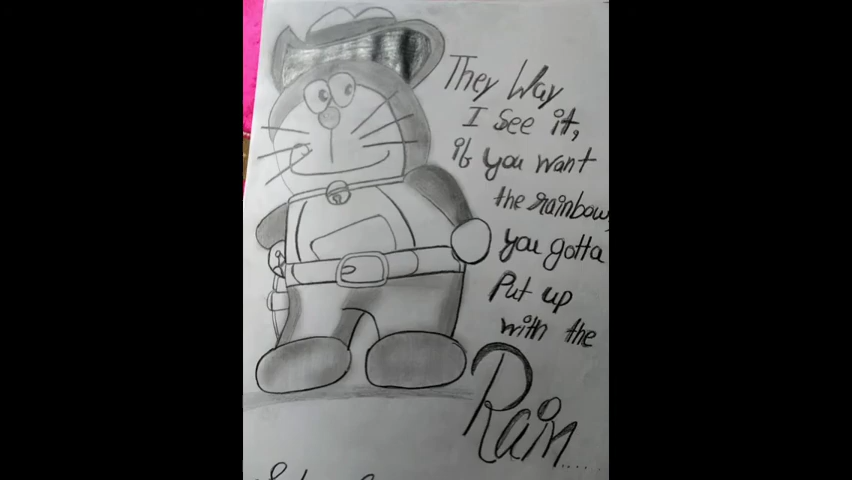 They Way
I see it,
if you want
the rainbow,
you gotta
Put up
with the
Rain.....